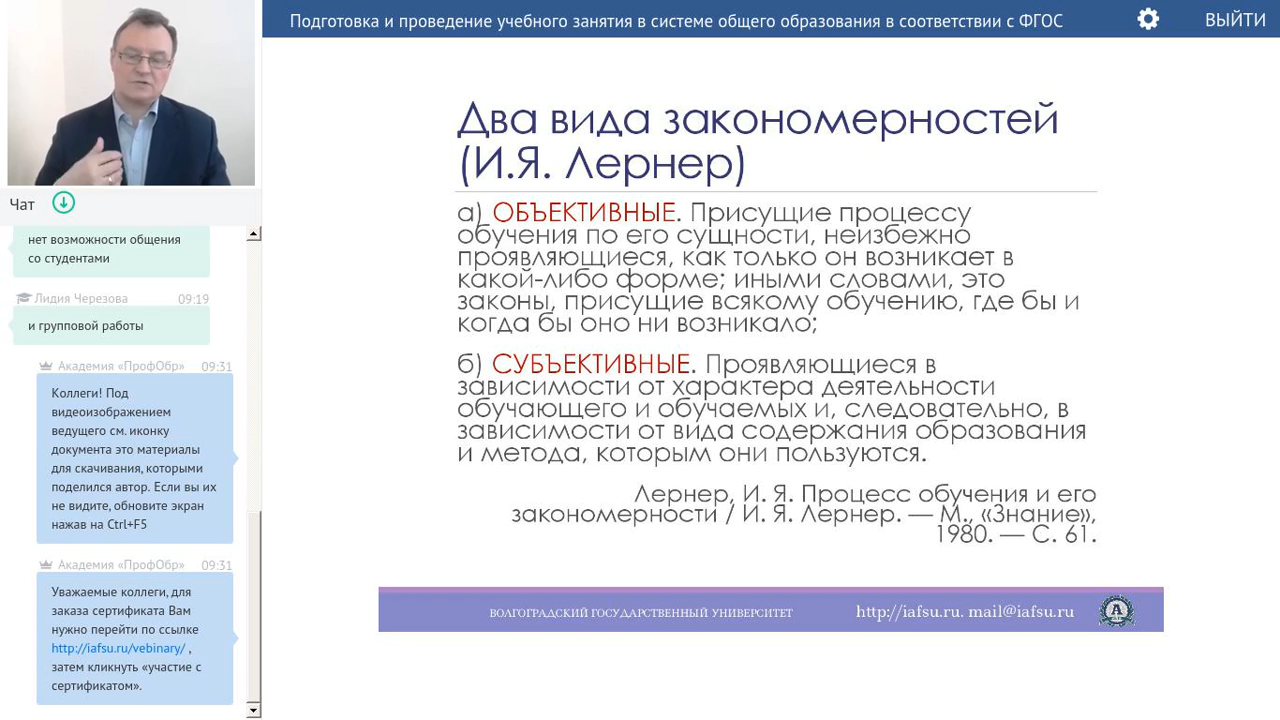 Подготовка и проведение учебного занятия в системе общего образования в соответствии с ФГОС
ВЫЙТИ
Чат
нет возможности общения
со студентами
Лидия Черезова 09:19
и групповой работы
Академия «ПрофОбр» 09:31
Коллеги! Под
видеоизображением
ведущего см. иконку
документа это материалы
для скачивания, которыми
поделился автор. Если вы их
не видите, обновите экран
нажав на Ctrl+F5
Академия «ПрофОбр» 09:31
Уважаемые коллеги, для
заказа сертификата Вам
нужно перейти по ссылке
http://iafsu.ru/vebinary/ ,
затем кликнуть «участие с
сертификатом».
Два вида закономерностей
(И.Я. Лернер)
а) ОБЪЕКТИВНЫЕ. Присущие процессу
обучения по его сущности, неизбежно
проявляющиеся, как только он возникает в
какой-либо форме; иными словами, это
законы, присущие всякому обучению, где бы и
когда бы оно ни возникало;
б) СУБЪЕКТИВНЫЕ. Проявляющиеся в
зависимости от характера деятельности
обучающего и обучаемых и, следовательно, в
зависимости от вида содержания образования
и метода, которым они пользуются.
Лернер, И. Я. Процесс обучения и его
закономерности / И. Я. Лернер. — М., «Знание»,
1980. — С. 61.
ВОЛГОГРАДСКИЙ ГОСУДАРСТВЕННЫЙ УНИВЕРСИТЕТ
http://iafsu.ru. mail@iafsu.ru